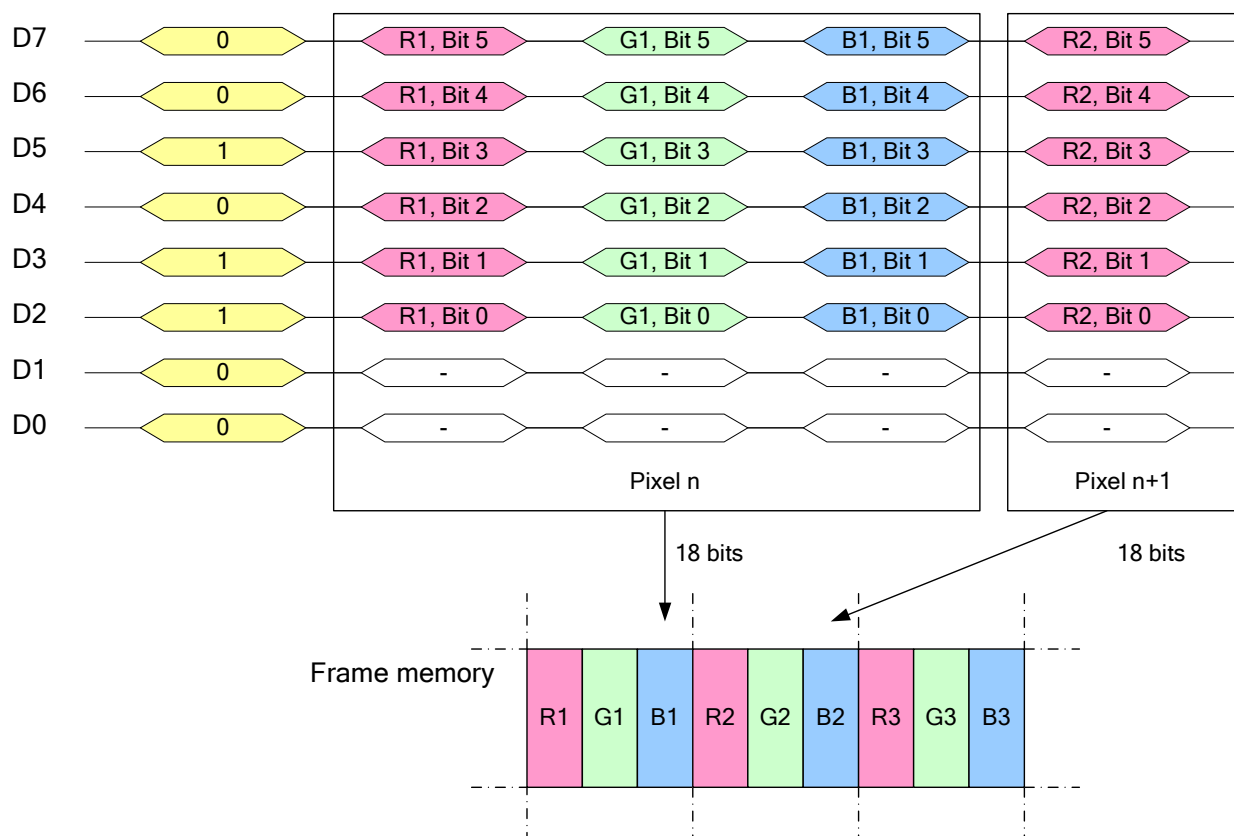 D7 0 R1, Bit 5 G1, Bit 5 B1, Bit 5 R2, Bit 5
D6 0 R1, Bit 4 G1, Bit 4 B1, Bit 4 R2, Bit 4
D5 1 R1, Bit 3 G1, Bit 3 B1, Bit 3 R2, Bit 3
D4 0 R1, Bit 2 G1, Bit 2 B1, Bit 2 R2, Bit 2
D3 1 R1, Bit 1 G1, Bit 1 B1, Bit 1 R2, Bit 1
D2 1 R1, Bit 0 G1, Bit 0 B1, Bit 0 R2, Bit 0
D1 0 - - - -
D0 0 - - - -
Pixel n Pixel n+1
18 bits 18 bits
Frame memory
R1 G1 B1 R2 G2 B2 R3 G3 B3